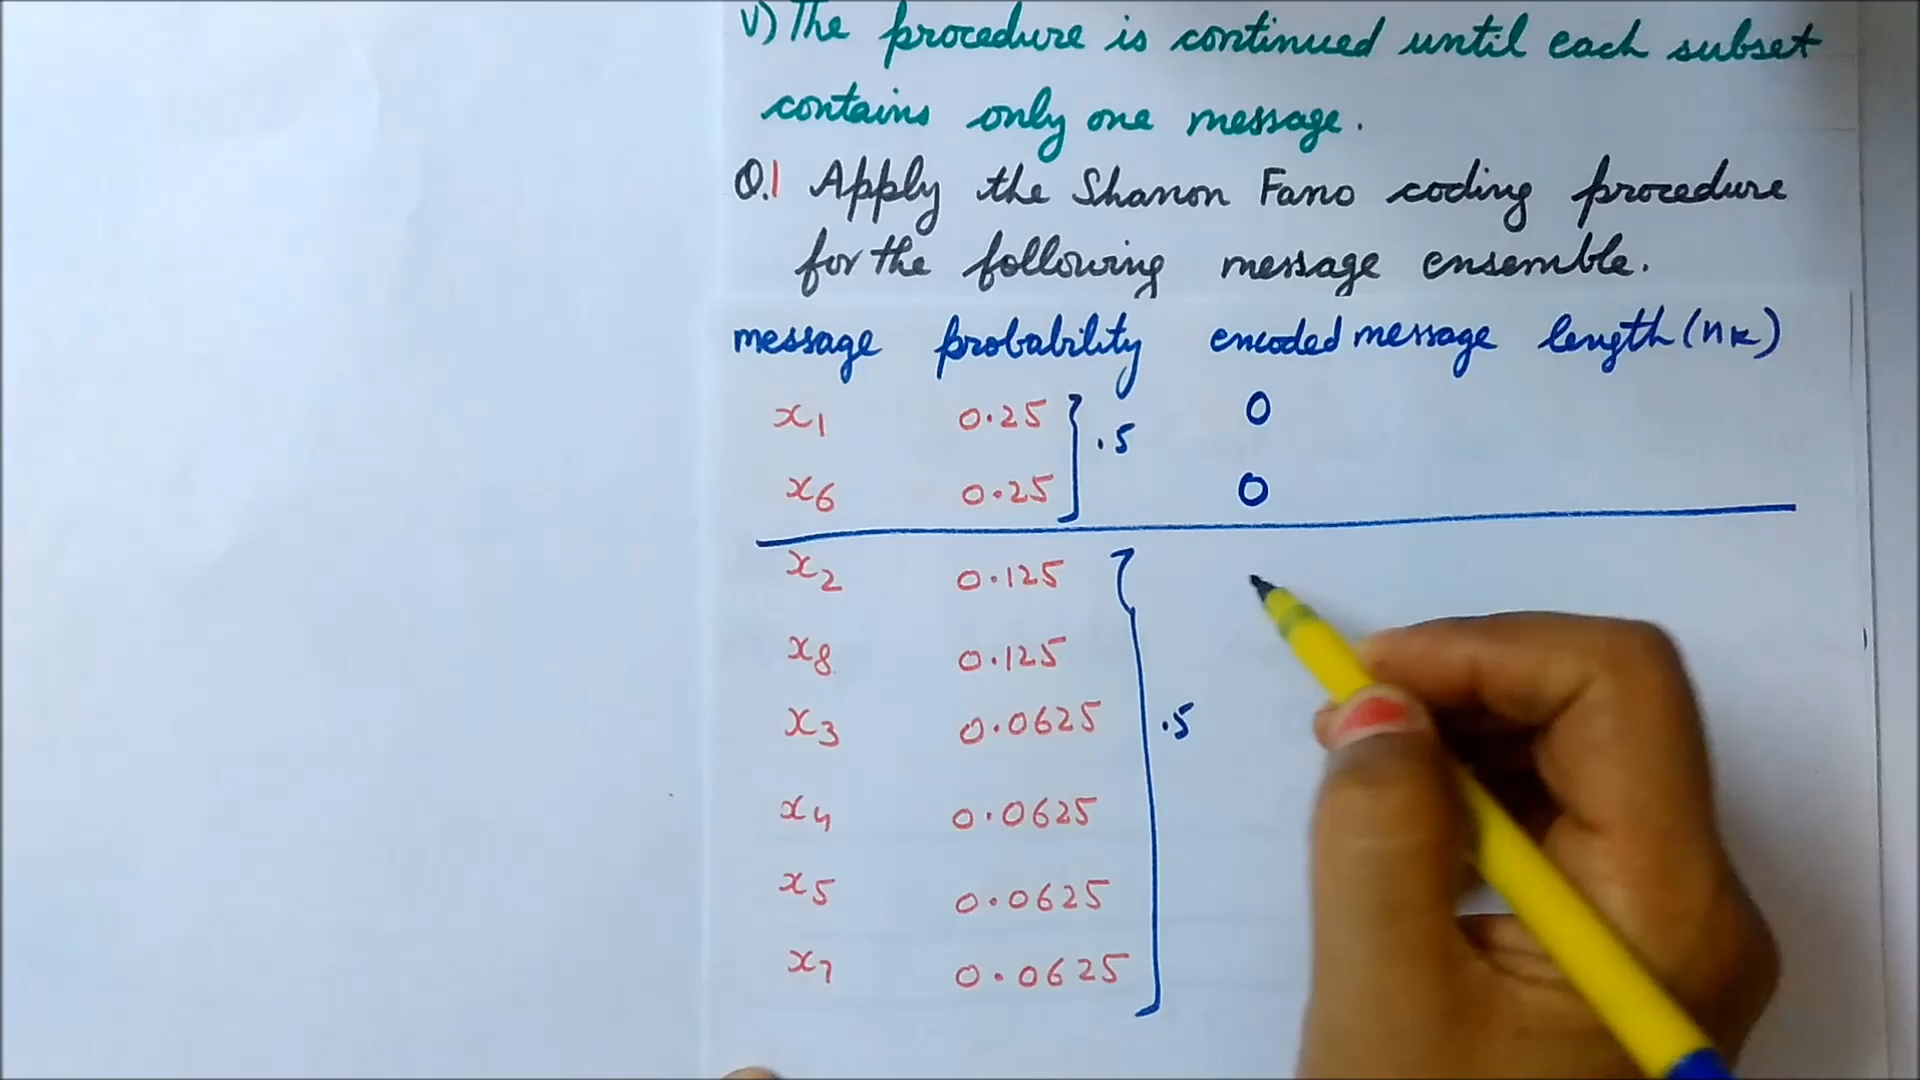 V) The procedure is continued until each subset
contains only one message.
Q.1 Apply the Shanon Fano coding procedure
for the following message ensemble.
message probability encoded message length (nk)
x1 0.25 .5 0
x6 0.25 0
x2 0.125
x8 0.125
x3 0.0625 .5
x4 0.0625
x5 0.0625
x7 0.0625